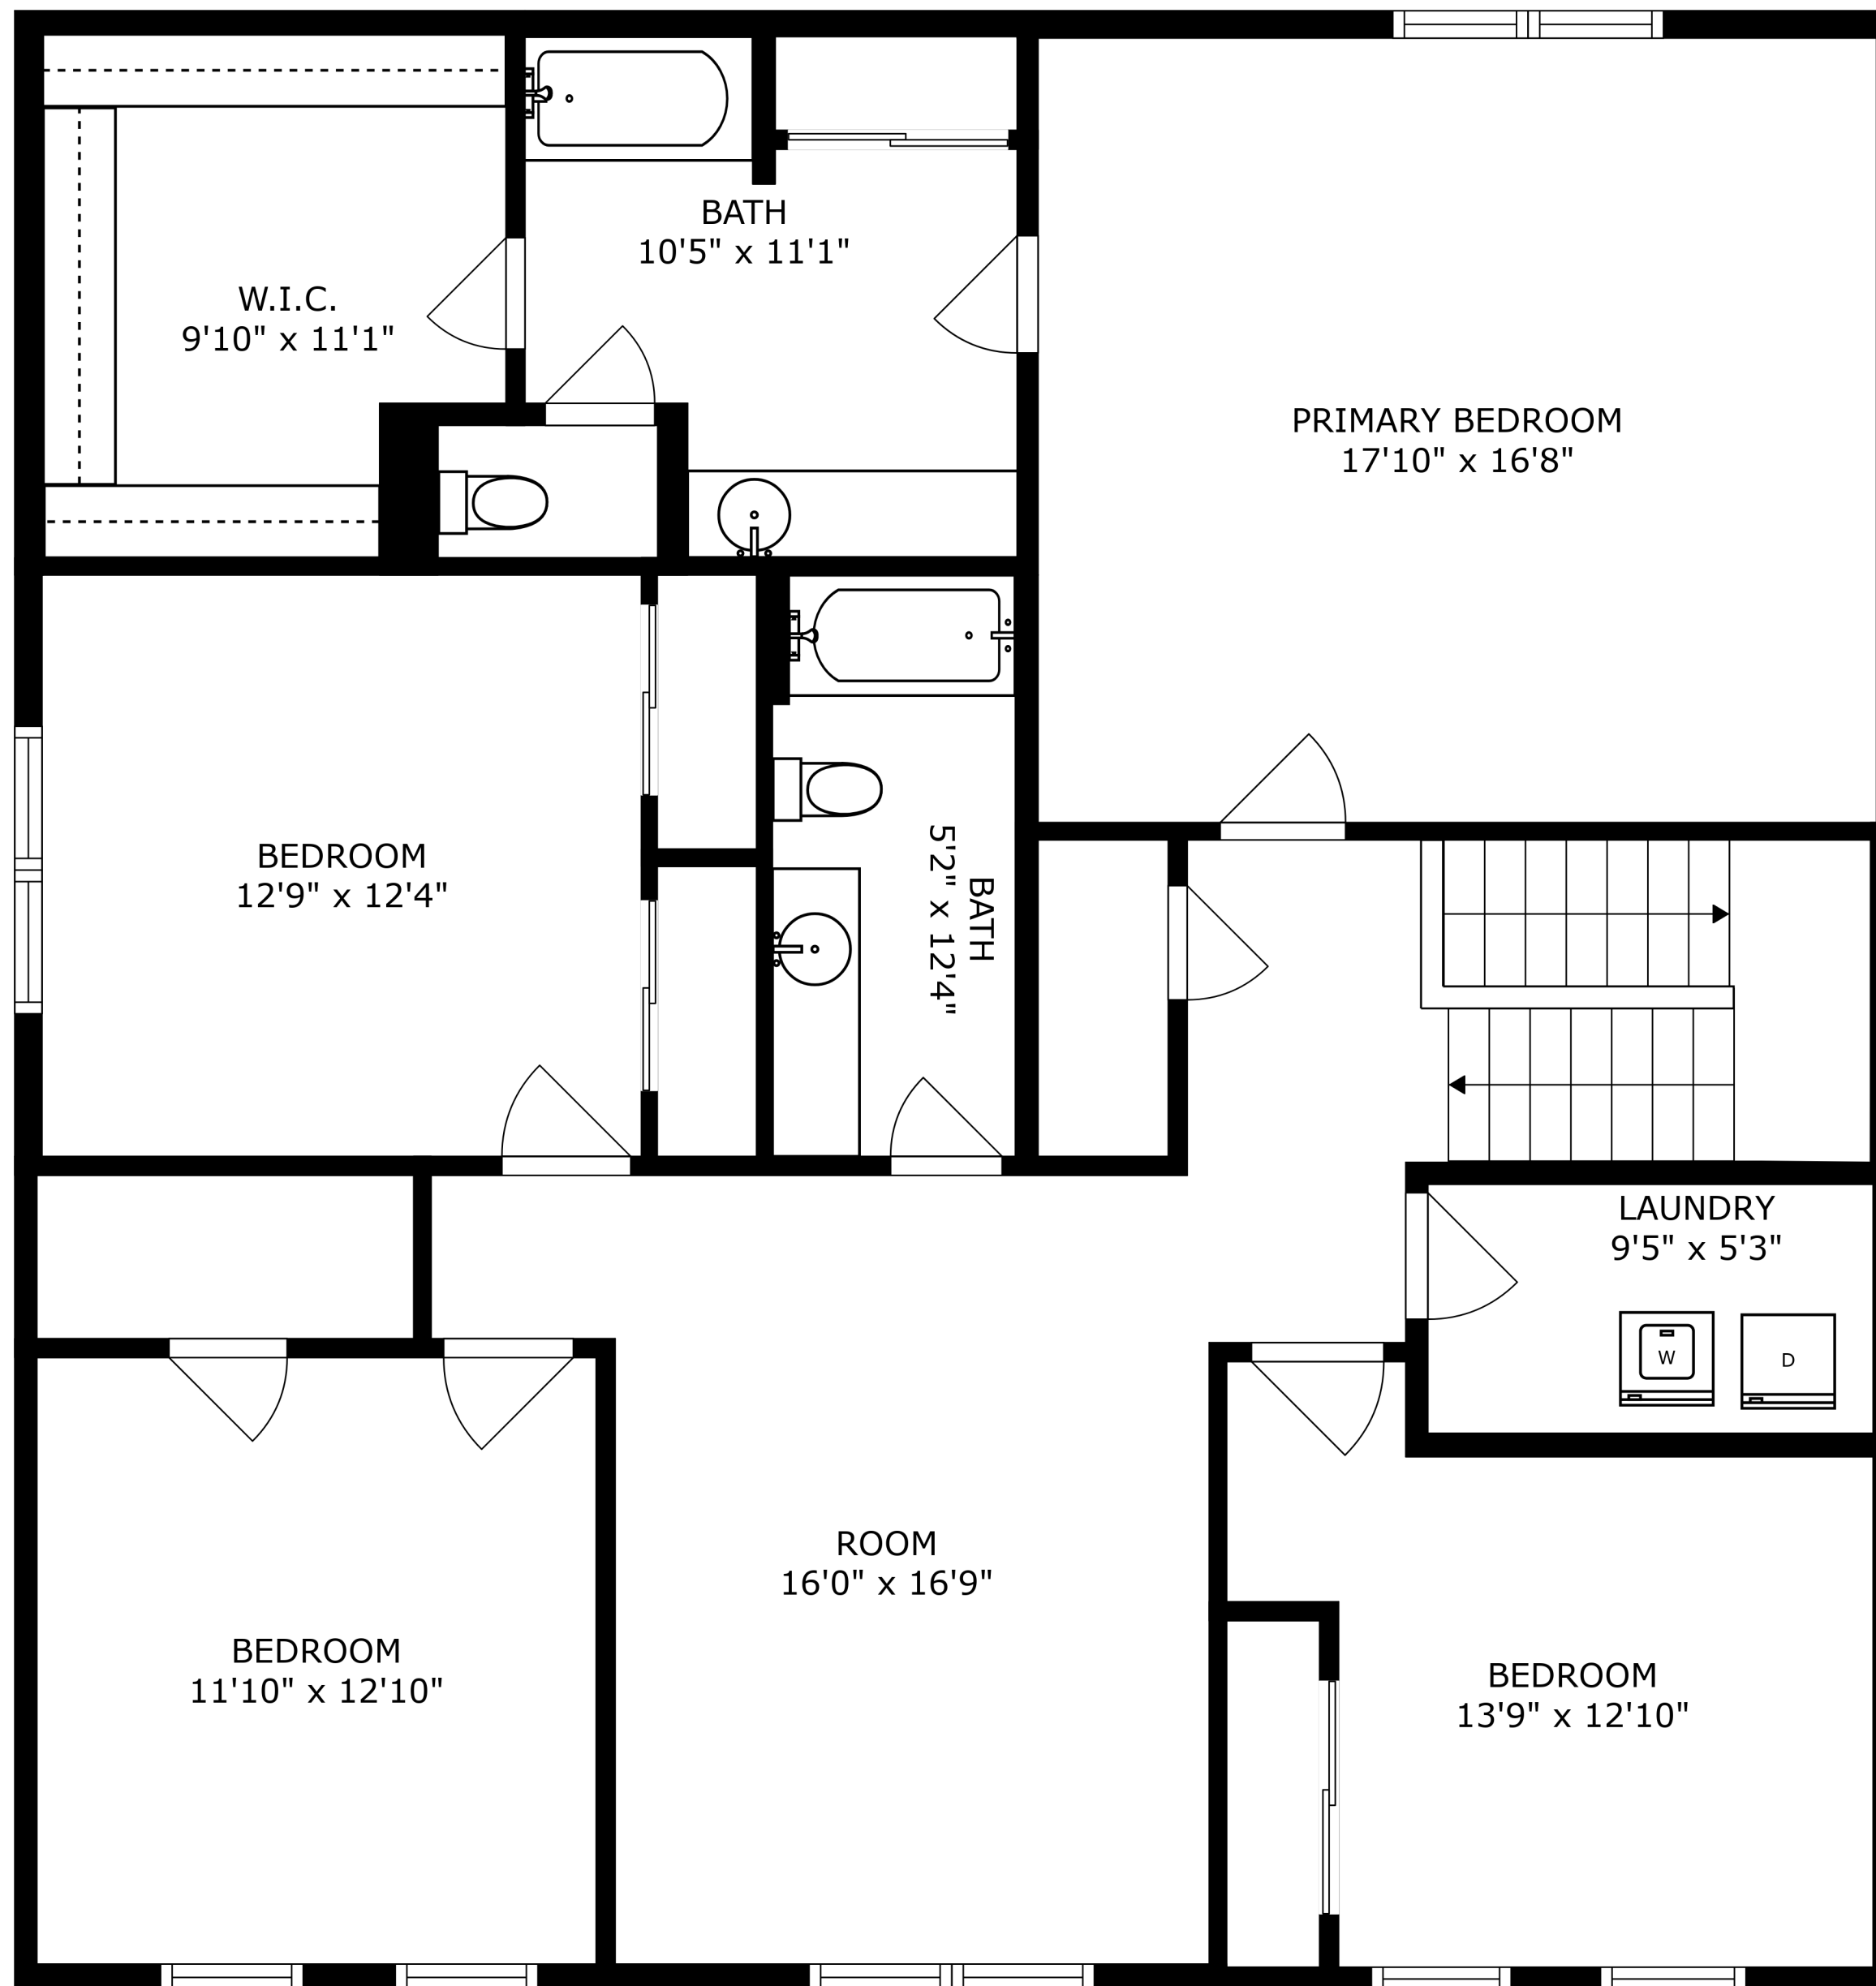 BATH
10'5" x 11'1"
W.I.C.
9'10" x 11'1"
PRIMARY BEDROOM
17'10" x 16'8"
BEDROOM
12'9" x 12'4"
BATH
5'2" x 12'4"
LAUNDRY
9'5" x 5'3"
W
D
ROOM
16'0" x 16'9"
BEDROOM
11'10" x 12'10"
BEDROOM
13'9" x 12'10"